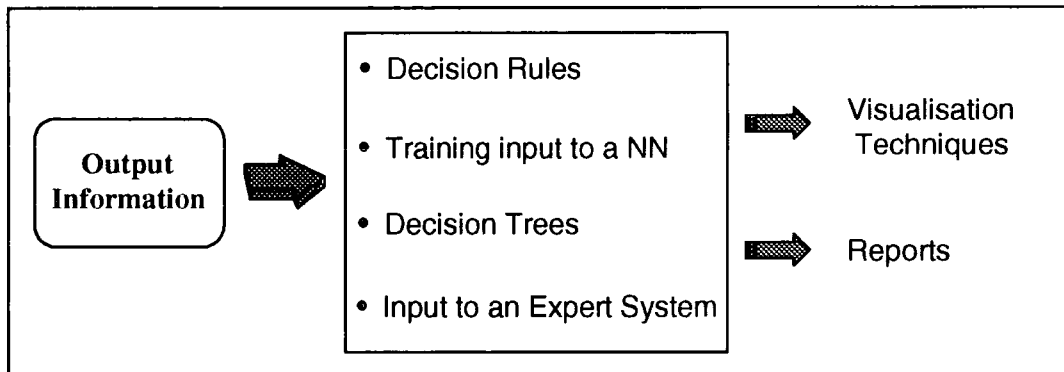 Output
Information
• Decision Rules
• Training input to a NN
• Decision Trees
• Input to an Expert System
Visualisation
Techniques
Reports